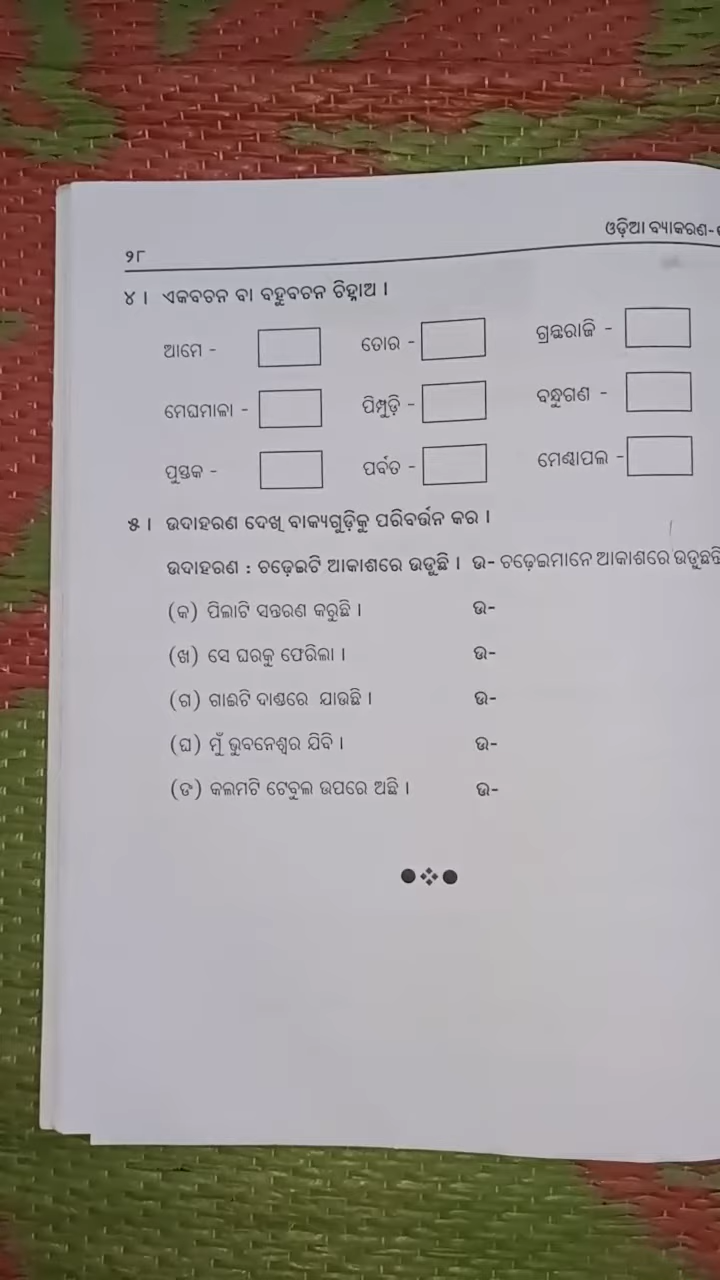 ଓଡ଼ିଆ ବ୍ୟାକରଣ-
୨୮
୪ । ଏକବଚନ ବା ବହୁବଚନ ଚିହ୍ନାଅ ।
ଆମେ - ତୋର - ଗ୍ରନ୍ଥରାଜି -
ମେଘମାଳା - ପିମ୍ପୁଡ଼ି - ବନ୍ଧୁଗଣ -
ପୁସ୍ତକ - ପର୍ବତ - ମେଣ୍ଢାପଲ -
୫ । ଉଦାହରଣ ଦେଖି ବାକ୍ୟଗୁଡ଼ିକୁ ପରିବର୍ତ୍ତନ କର ।
ଉଦାହରଣ : ଚଢ଼େଇଟି ଆକାଶରେ ଉଡୁଛି । ଉ- ଚଢ଼େଇମାନେ ଆକାଶରେ ଉଡୁଛନ୍ତି
(କ) ପିଲାଟି ସନ୍ତରଣ କରୁଛି । ଉ-
(ଖ) ସେ ଘରକୁ ଫେରିଲା । ଉ-
(ଗ) ଗାଈଟି ଦାଣ୍ଡରେ ଯାଉଛି । ଉ-
(ଘ) ମୁଁ ଭୁବନେଶ୍ୱର ଯିବି । ଉ-
(ଙ) କଲମଟି ଟେବୁଲ ଉପରେ ଅଛି । ଉ-